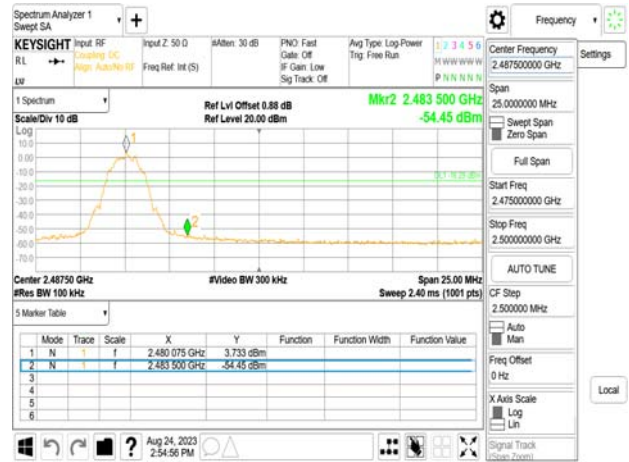 Spectrum Analyzer 1
Swept SA
Frequency
KEYSIGHT
RL
Input: RF
Coupling: DC
Align: Auto/No RF
Input Z: 50 Ω
Freq Ref: Int (S)
#Atten: 30 dB
PNO: Fast
Gate: Off
IF Gain: Low
Sig Track: Off
Avg Type: Log-Power
Trig: Free Run
1 2 3 4 5 6
M W W W W W
P N N N N N
1 Spectrum
Scale/Div 10 dB
Ref Lvl Offset 0.88 dB
Ref Level 20.00 dBm
Mkr2 2.483 500 GHz
-54.45 dBm
Log
10.0
0.00
-10.0
-20.0
-30.0
-40.0
-50.0
-60.0
-70.0
1
2
Center 2.48750 GHz
#Res BW 100 kHz
#Video BW 300 kHz
Span 25.00 MHz
Sweep 2.40 ms (1001 pts)
5 Marker Table
Mode Trace Scale X Y Function Function Width Function Value
1 N 1 f 2.480 075 GHz 3.733 dBm
2 N 1 f 2.483 500 GHz -54.45 dBm
3
4
5
6
Aug 24, 2023
2:54:56 PM
Center Frequency
2.487500000 GHz
Span
25.0000000 MHz
Swept Span
Zero Span
Full Span
Start Freq
2.475000000 GHz
Stop Freq
2.500000000 GHz
AUTO TUNE
CF Step
2.500000 MHz
Auto
Man
Freq Offset
0 Hz
X Axis Scale
Log
Lin
Signal Track
(Span Zoom)
Settings
Local